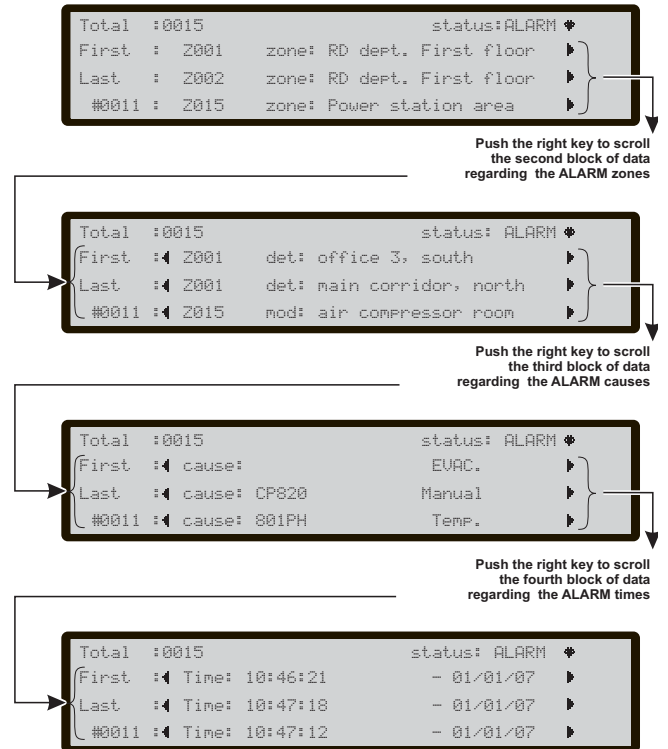 Total :0015 status:ALARM
First : Z001 zone: RD dept. First floor
Last : Z002 zone: RD dept. First floor
#0011 : Z015 zone: Power station area
Push the right key to scroll
the second block of data
regarding the ALARM zones
Total :0015 status: ALARM
First : Z001 det: office 3, south
Last : Z001 det: main corridor, north
#0011 : Z015 mod: air compressor room
Push the right key to scroll
the third block of data
regarding the ALARM causes
Total :0015 status: ALARM
First : cause: EVAC.
Last : cause: CP820 Manual
#0011 : cause: 801PH Temp.
Push the right key to scroll
the fourth block of data
regarding the ALARM times
Total :0015 status: ALARM
First : Time: 10:46:21 - 01/01/07
Last : Time: 10:47:18 - 01/01/07
#0011 : Time: 10:47:12 - 01/01/07